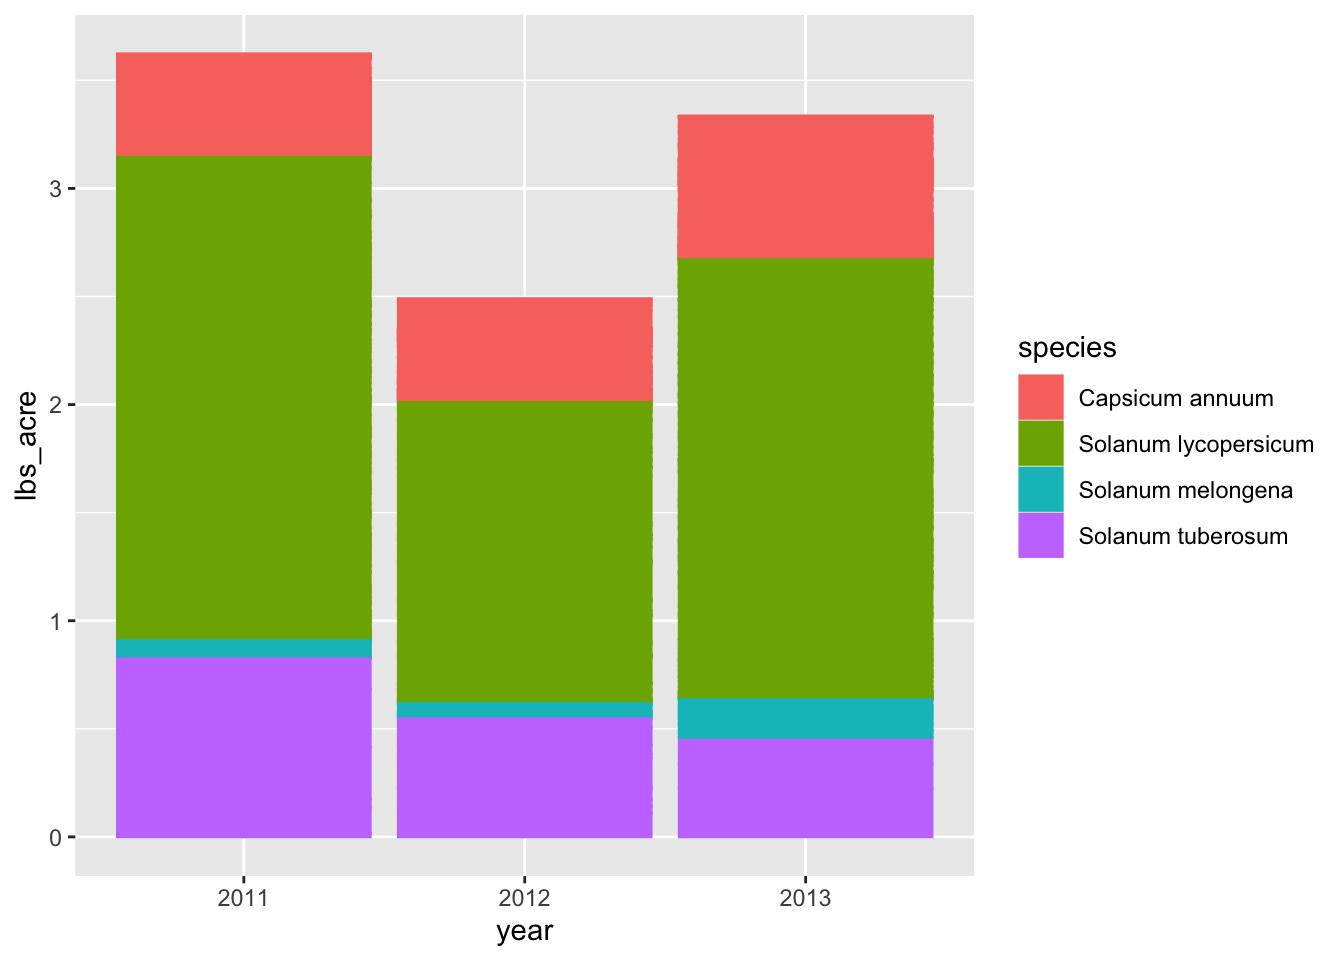 lbs_acre
3
2
1
0
2011 2012 2013
year
species
Capsicum annuum
Solanum lycopersicum
Solanum melongena
Solanum tuberosum